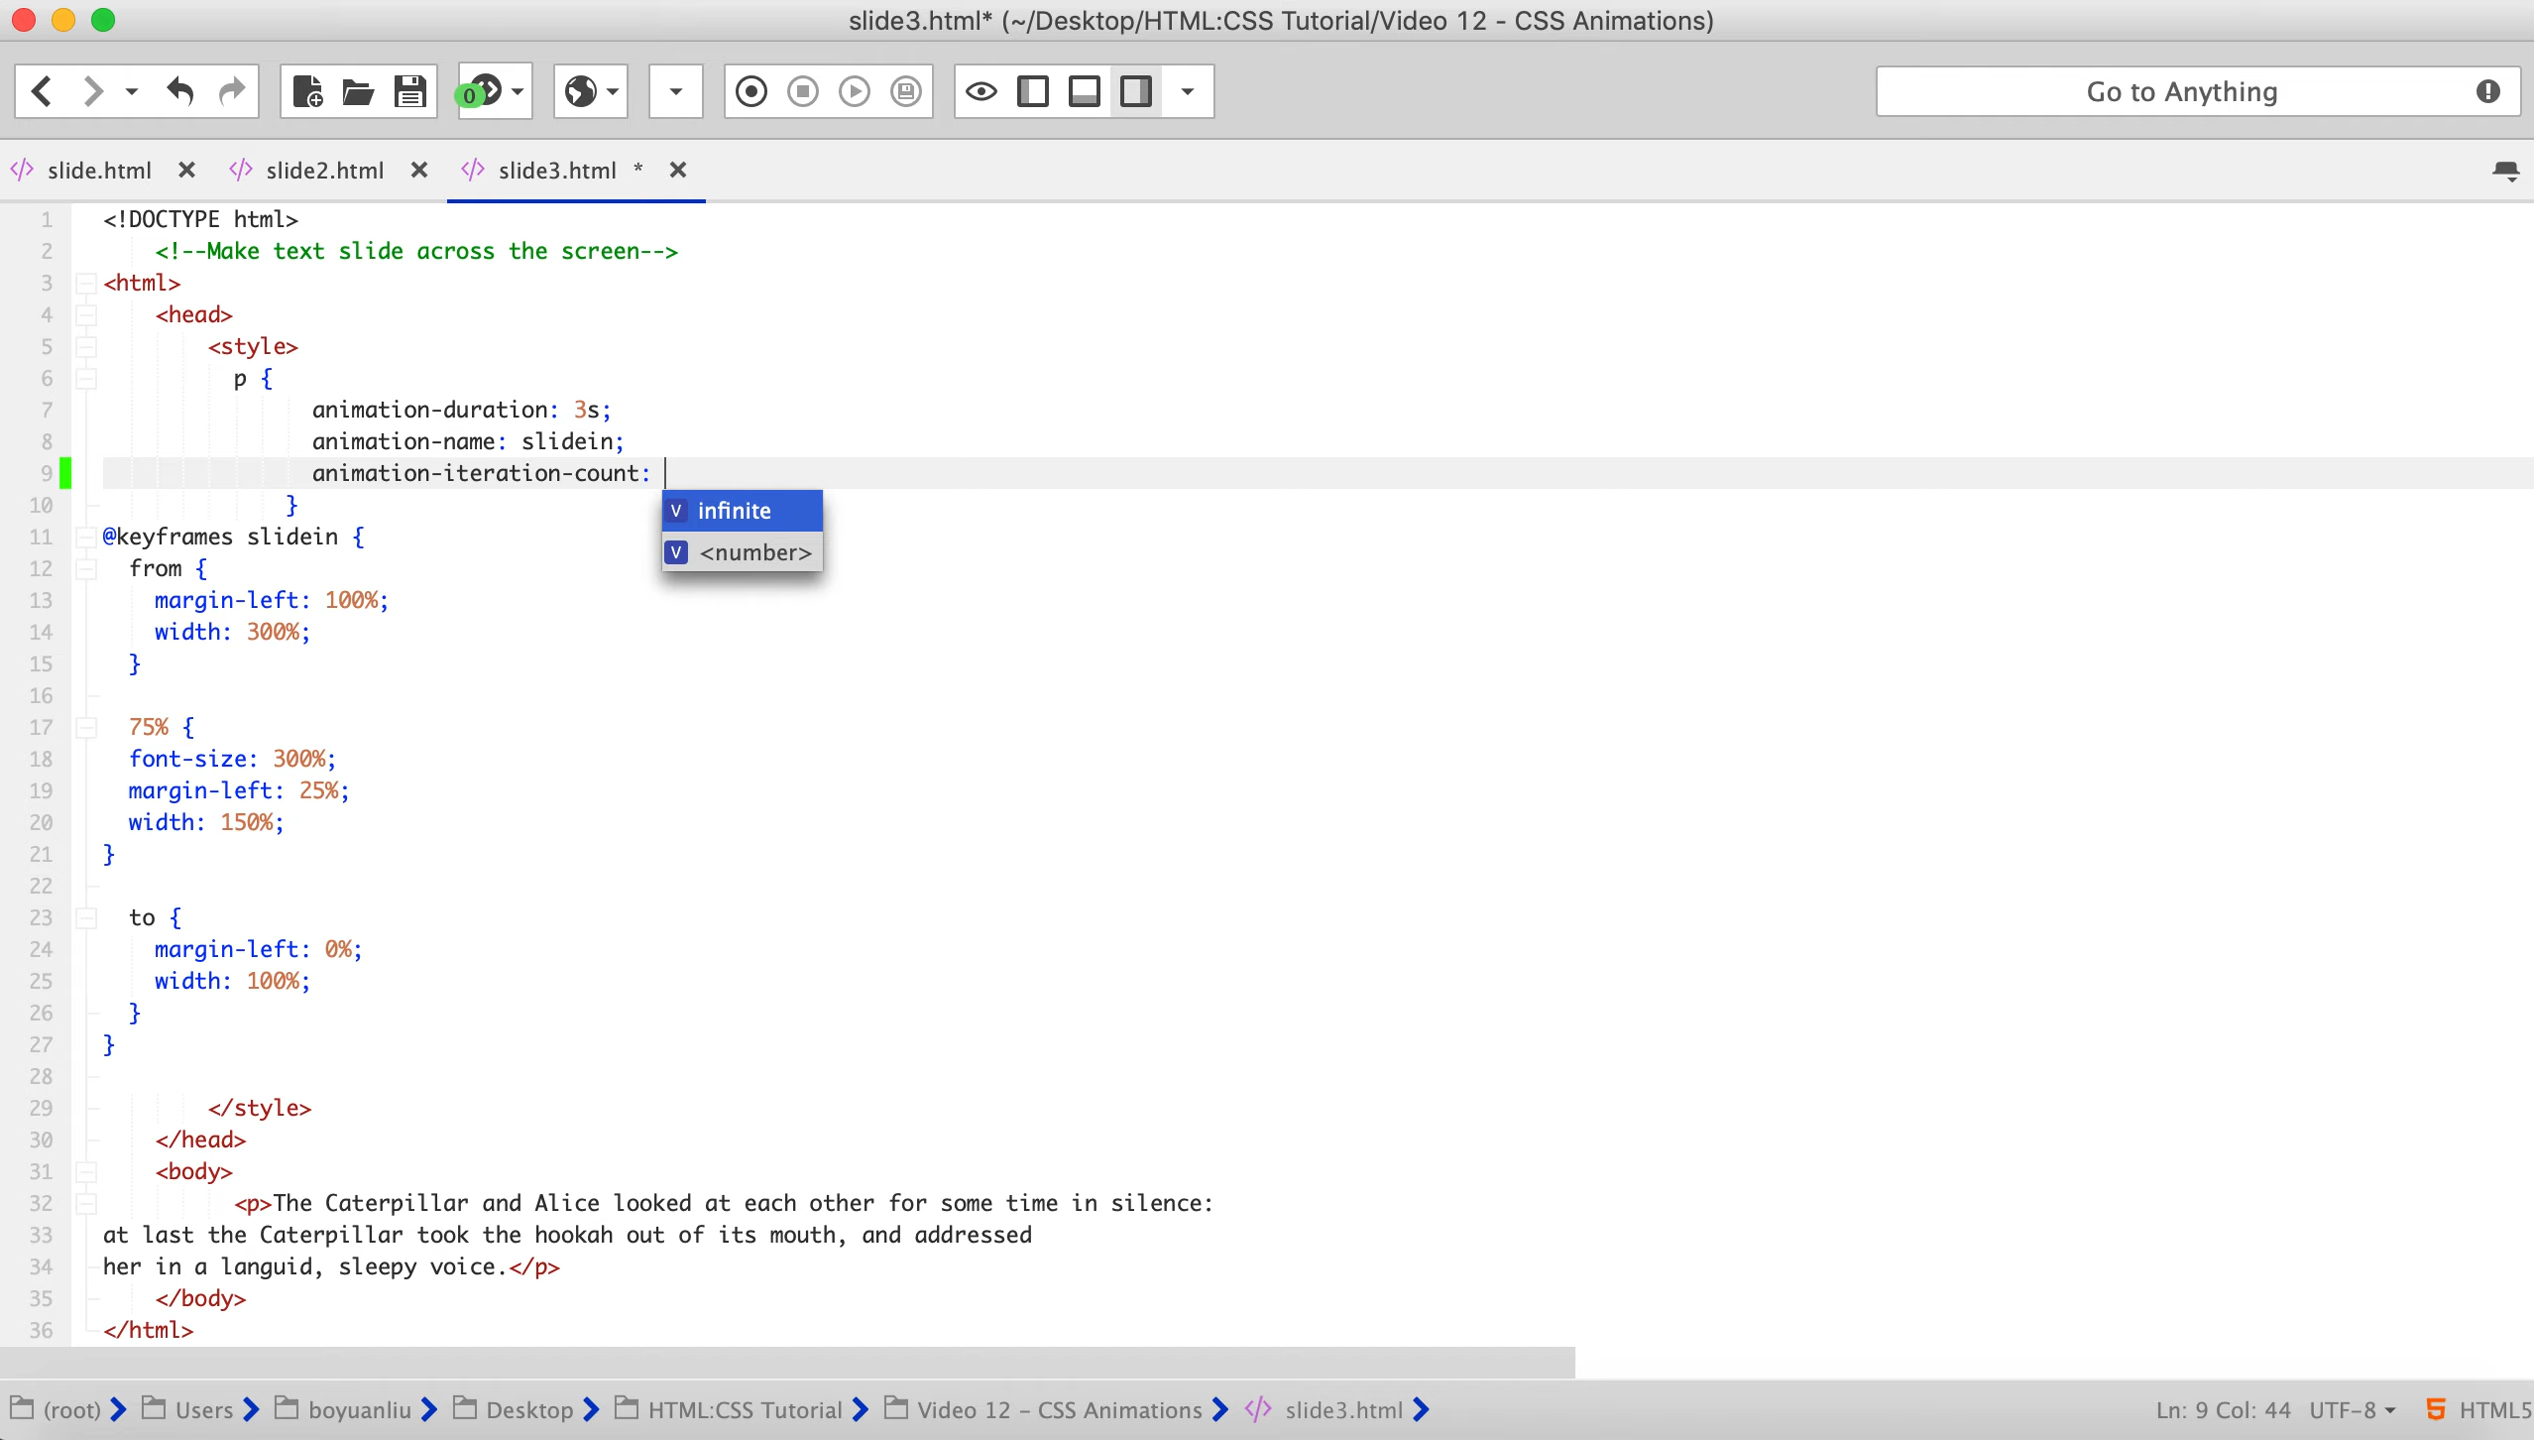 slide3.html* (~/Desktop/HTML:CSS Tutorial/Video 12 - CSS Animations)
0
Go to Anything
slide.html
slide2.html
slide3.html *
1 <!DOCTYPE html>
2 <!--Make text slide across the screen-->
3 <html>
4 <head>
5 <style>
6 p {
7 animation-duration: 3s;
8 animation-name: slidein;
9 animation-iteration-count:
10 }
V infinite
V <number>
11 @keyframes slidein {
12 from {
13 margin-left: 100%;
14 width: 300%;
15 }
16
17 75% {
18 font-size: 300%;
19 margin-left: 25%;
20 width: 150%;
21 }
22
23 to {
24 margin-left: 0%;
25 width: 100%;
26 }
27 }
28
29 </style>
30 </head>
31 <body>
32 <p>The Caterpillar and Alice looked at each other for some time in silence:
33 at last the Caterpillar took the hookah out of its mouth, and addressed
34 her in a languid, sleepy voice.</p>
35 </body>
36 </html>
(root) Users boyuanliu Desktop HTML:CSS Tutorial Video 12 - CSS Animations slide3.html Ln: 9 Col: 44 UTF-8 HTML5